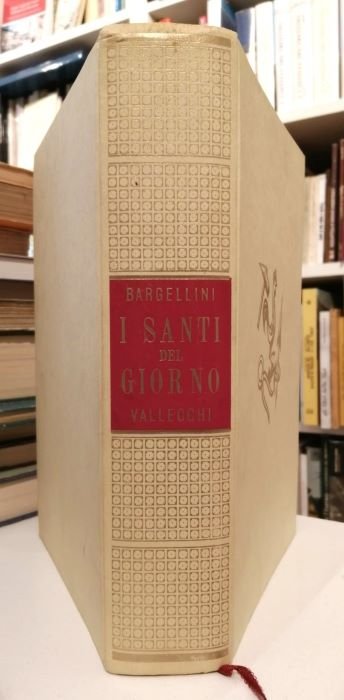 BARGELLINI
I SANTI
DEL
GIORNO
VALLECCHI